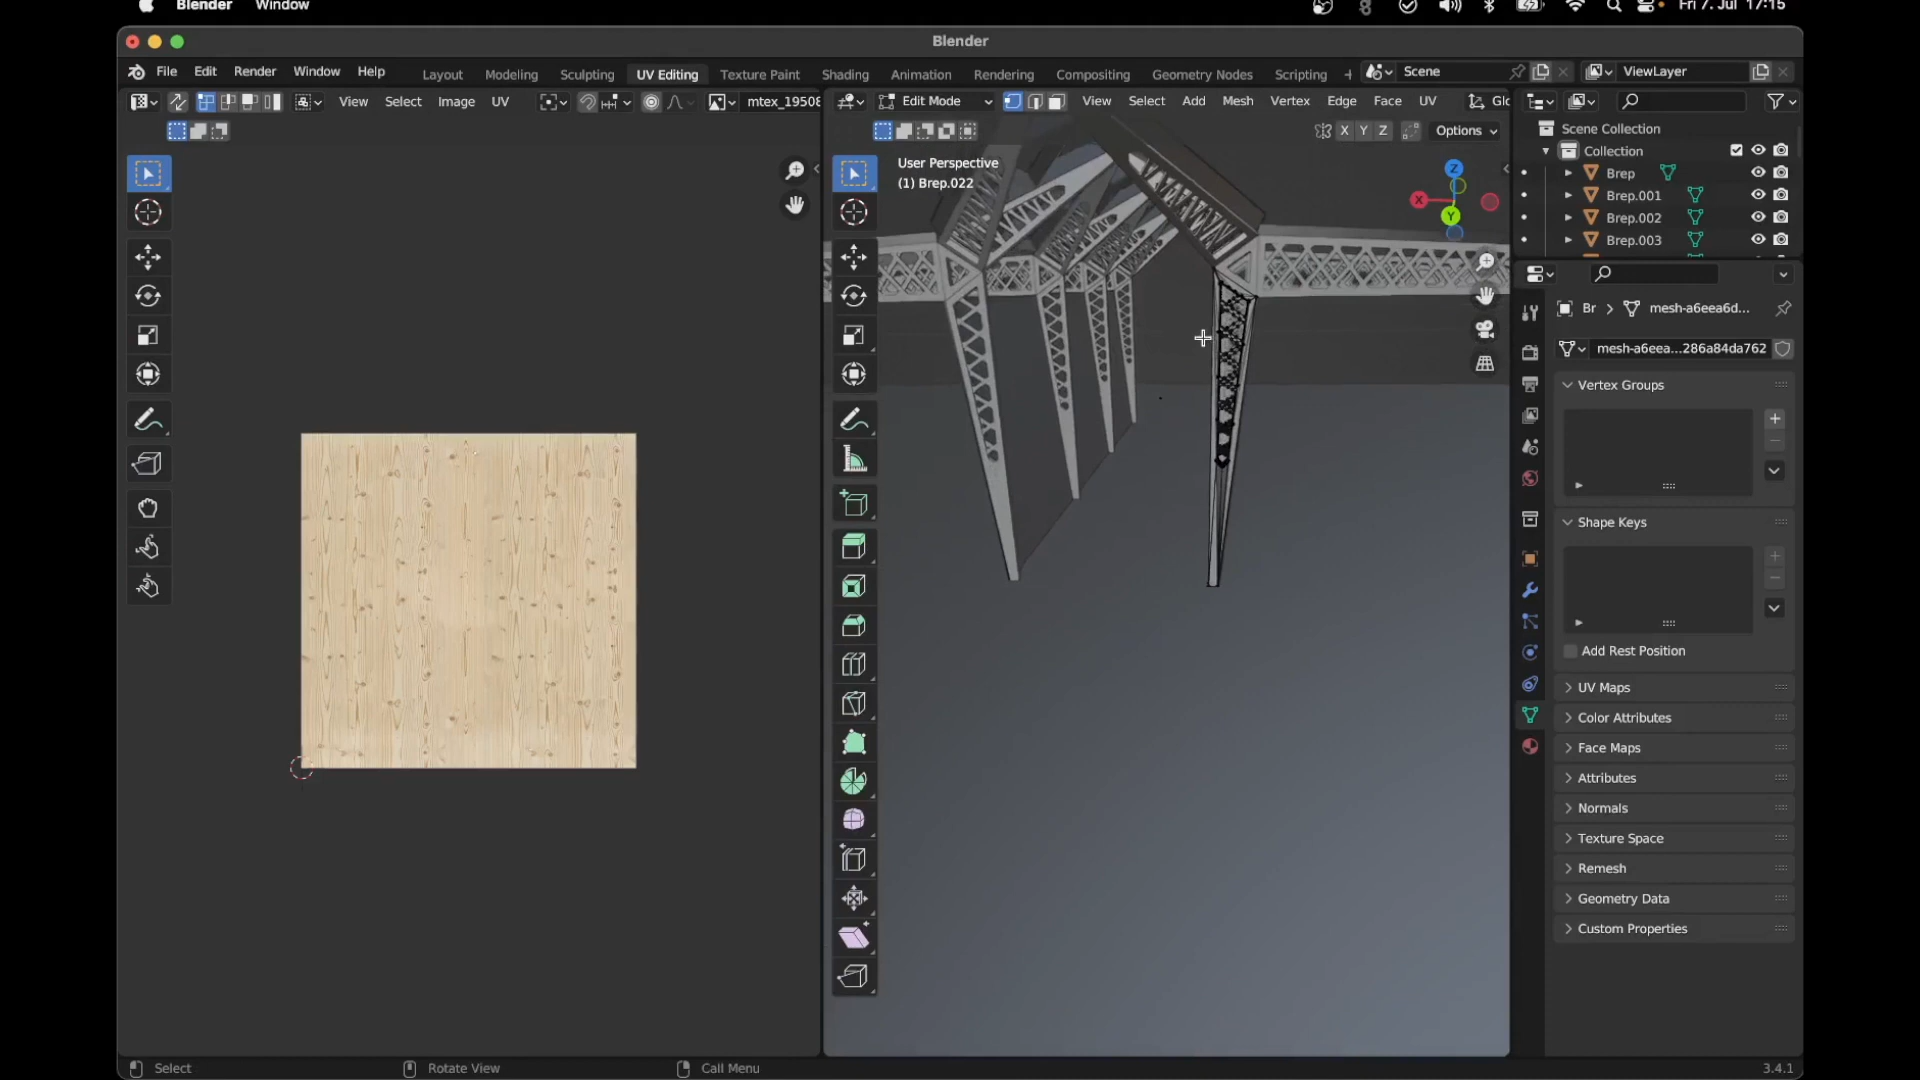 Blender Window Fri 7. Jul 17:15
Blender
File Edit Render Window Help Layout Modeling Sculpting UV Editing Texture Paint Shading Animation Rendering Compositing Geometry Nodes Scripting + Scene ViewLayer
View Select Image UV mtex_19508 Edit Mode View Select Add Mesh Vertex Edge Face UV Glo
X Y Z Options
Scene Collection
Collection
User Perspective
(1) Brep.022
Z
X
Y
Brep
Brep.001
Brep.002
Brep.003
Br > mesh-a6eea6d...
mesh-a6eea...286a84da762
Vertex Groups
Shape Keys
Add Rest Position
UV Maps
Color Attributes
Face Maps
Attributes
Normals
Texture Space
Remesh
Geometry Data
Custom Properties
Select Rotate View Call Menu 3.4.1